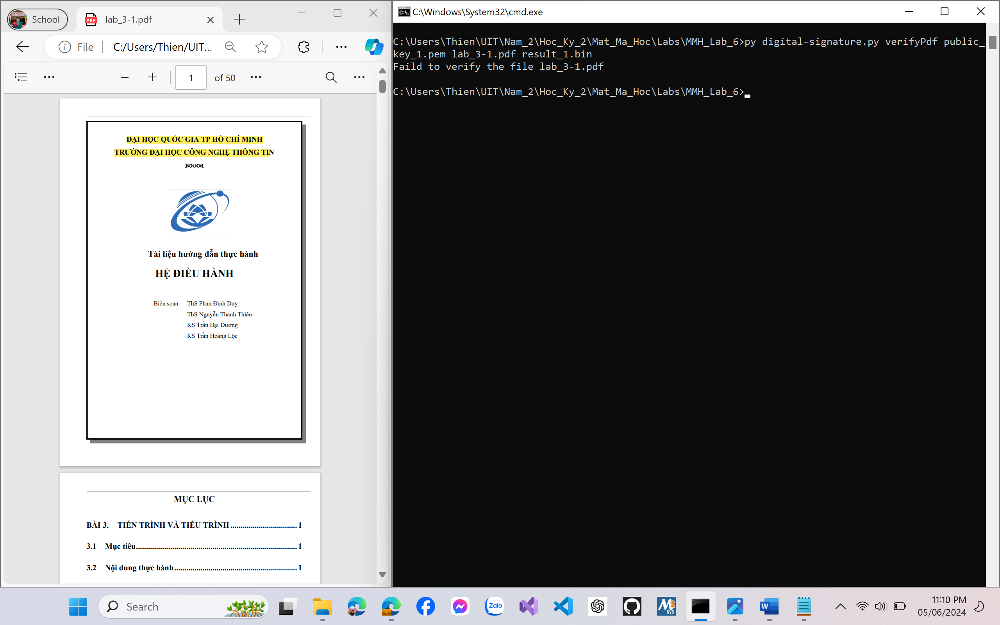 School
PDF
lab_3-1.pdf
File
C:/Users/Thien/UIT...
1
of 50
ĐẠI HỌC QUỐC GIA TP HỒ CHÍ MINH
TRƯỜNG ĐẠI HỌC CÔNG NGHỆ THÔNG TIN
Tài liệu hướng dẫn thực hành
HỆ ĐIỀU HÀNH
Biên soạn: ThS Phan Đình Duy
ThS Nguyễn Thanh Thiện
KS Trần Đại Dương
KS Trần Hoàng Lộc
MỤC LỤC
BÀI 3. TIẾN TRÌNH VÀ TIỂU TRÌNH ................................. 1
3.1 Mục tiêu................................................................................ 1
3.2 Nội dung thực hành............................................................. 1
C:\Windows\System32\cmd.exe
C:\Users\Thien\UIT\Nam_2\Hoc_Ky_2\Mat_Ma_Hoc\Labs\MMH_Lab_6>py digital-signature.py verifyPdf public_
key_1.pem lab_3-1.pdf result_1.bin
Faild to verify the file lab_3-1.pdf
C:\Users\Thien\UIT\Nam_2\Hoc_Ky_2\Mat_Ma_Hoc\Labs\MMH_Lab_6>
Search
Zalo
M2
sys
W
11:10 PM
05/06/2024